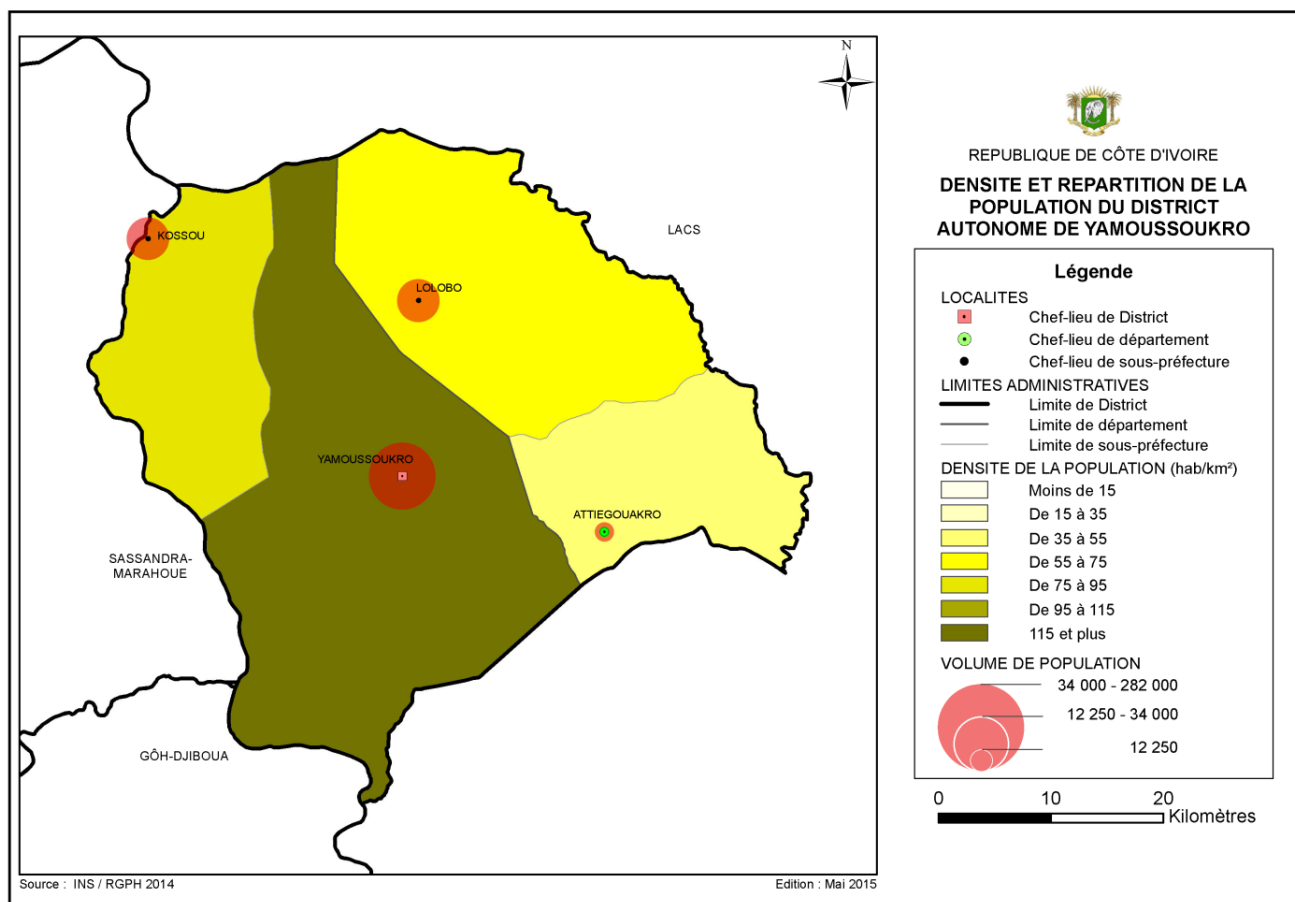 N
KOSSOU
LOLOBO
LACS
YAMOUSSOUKRO
ATTIEGOUAKRO
SASSANDRA-
MARAHOUE
GÔH-DJIBOUA
Source : INS / RGPH 2014
Edition : Mai 2015
REPUBLIQUE DE CÔTE D'IVOIRE
DENSITE ET REPARTITION DE LA
POPULATION DU DISTRICT
AUTONOME DE YAMOUSSOUKRO
Légende
LOCALITES
Chef-lieu de District
Chef-lieu de département
Chef-lieu de sous-préfecture
LIMITES ADMINISTRATIVES
Limite de District
Limite de département
Limite de sous-préfecture
DENSITE DE LA POPULATION (hab/km²)
Moins de 15
De 15 à 35
De 35 à 55
De 55 à 75
De 75 à 95
De 95 à 115
115 et plus
VOLUME DE POPULATION
34 000 - 282 000
12 250 - 34 000
12 250
0 10 20
Kilomètres